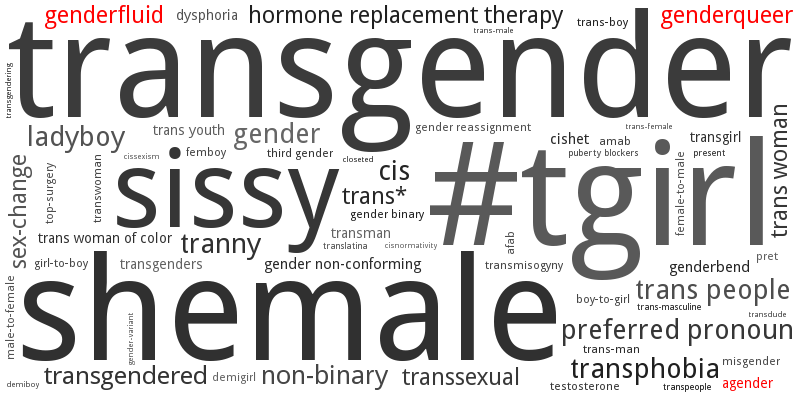 genderfluid
dysphoria
hormone replacement therapy
trans-male
trans-boy
genderqueer
transgendering
transgender
ladyboy
trans youth
gender
gender reassignment
trans-female
cishet
amab
transgirl
cissexism
femboy
third gender
closeted
puberty blockers
present
sex-change
top-surgery
transwoman
sissy
cis
trans*
gender binary
#tgirl
female-to-male
trans woman
trans woman of color
tranny
transman
translatina
cisnormativity
afab
girl-to-boy
transgenders
gender non-conforming
transmisogyny
genderbend
pret
male-to-female
shemale
boy-to-girl
trans people
trans-masculine
transdude
gender-variant
preferred pronoun
trans-man
transphobia
misgender
demiboy
transgendered
demigirl
non-binary
transsexual
testosterone
transpeople
agender